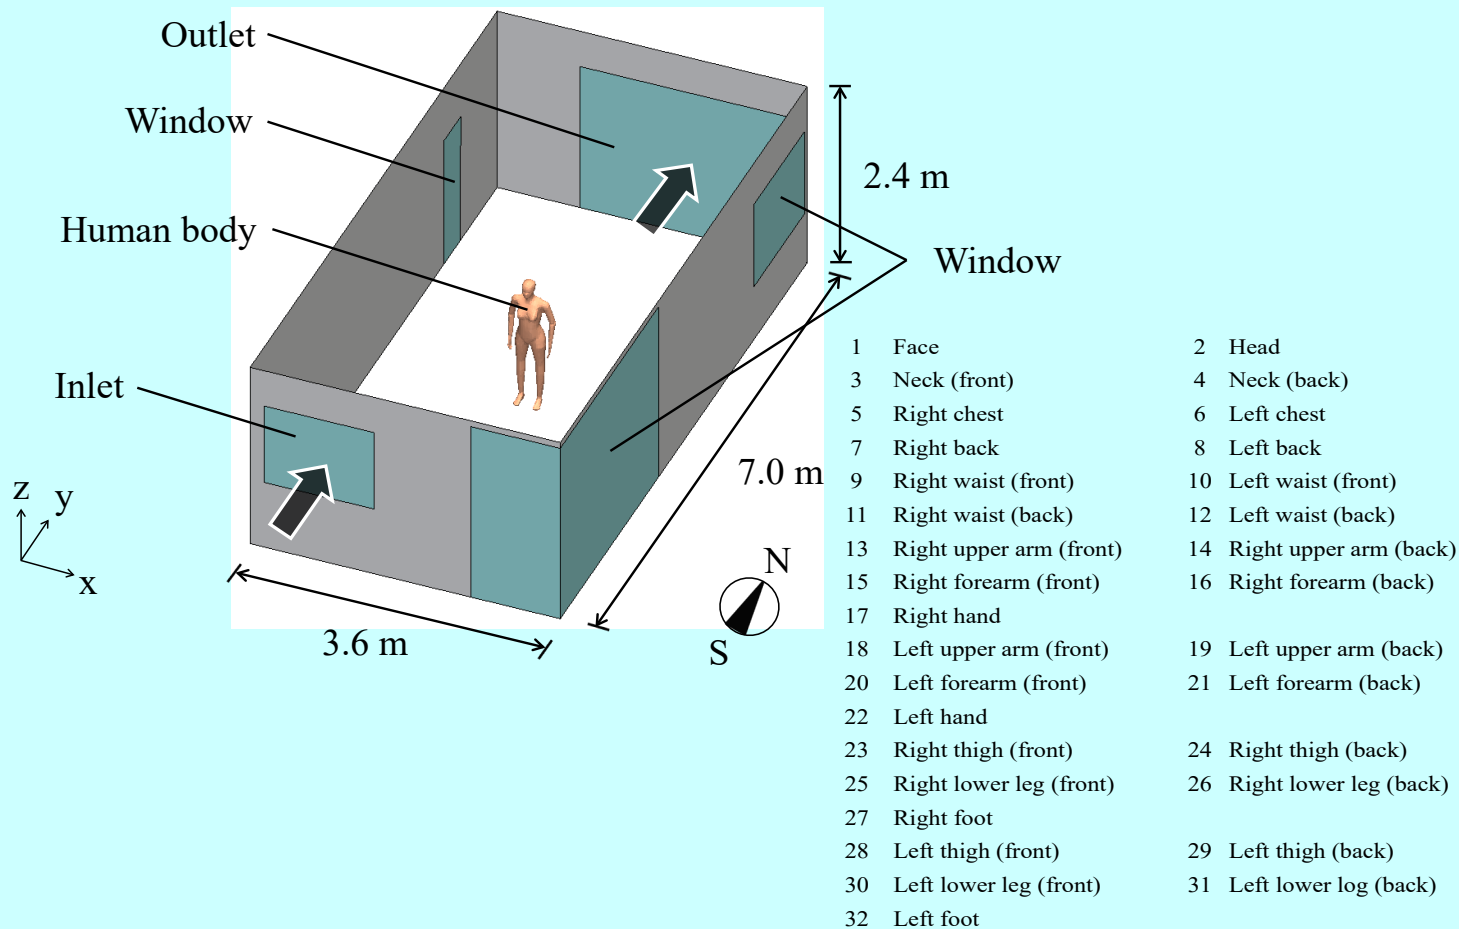 Outlet
Window
Human body
Inlet
2.4 m
Window
7.0 m
3.6 m
z
y
x
N
S
1 Face 2 Head
3 Neck (front) 4 Neck (back)
5 Right chest 6 Left chest
7 Right back 8 Left back
9 Right waist (front) 10 Left waist (front)
11 Right waist (back) 12 Left waist (back)
13 Right upper arm (front) 14 Right upper arm (back)
15 Right forearm (front) 16 Right forearm (back)
17 Right hand
18 Left upper arm (front) 19 Left upper arm (back)
20 Left forearm (front) 21 Left forearm (back)
22 Left hand
23 Right thigh (front) 24 Right thigh (back)
25 Right lower leg (front) 26 Right lower leg (back)
27 Right foot
28 Left thigh (front) 29 Left thigh (back)
30 Left lower leg (front) 31 Left lower log (back)
32 Left foot